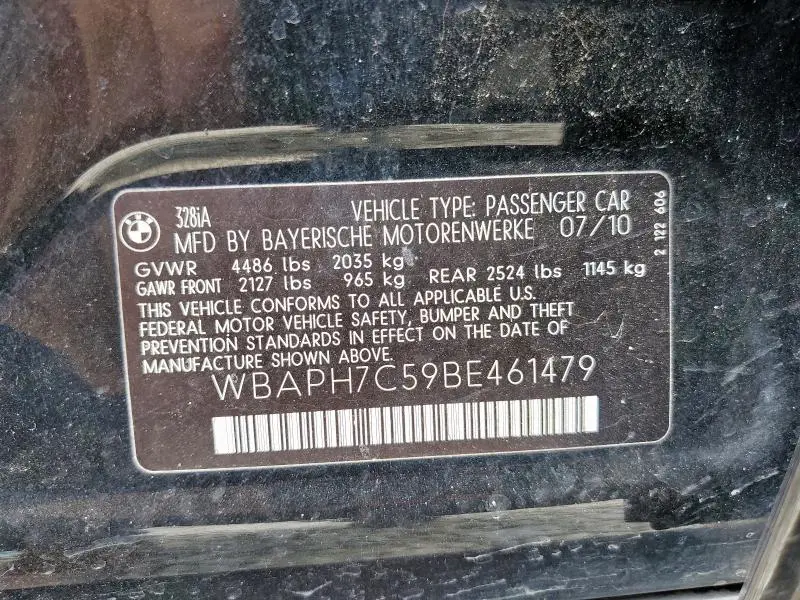 BMW
328iA VEHICLE TYPE: PASSENGER CAR
MFD BY BAYERISCHE MOTORENWERKE 07/10
GVWR 4486 lbs 2035 kg
GAWR FRONT 2127 lbs 965 kg REAR 2524 lbs 1145 kg
THIS VEHICLE CONFORMS TO ALL APPLICABLE U.S.
FEDERAL MOTOR VEHICLE SAFETY, BUMPER AND THEFT
PREVENTION STANDARDS IN EFFECT ON THE DATE OF
MANUFACTURE SHOWN ABOVE.
WBAPH7C59BE461479
2 122 606